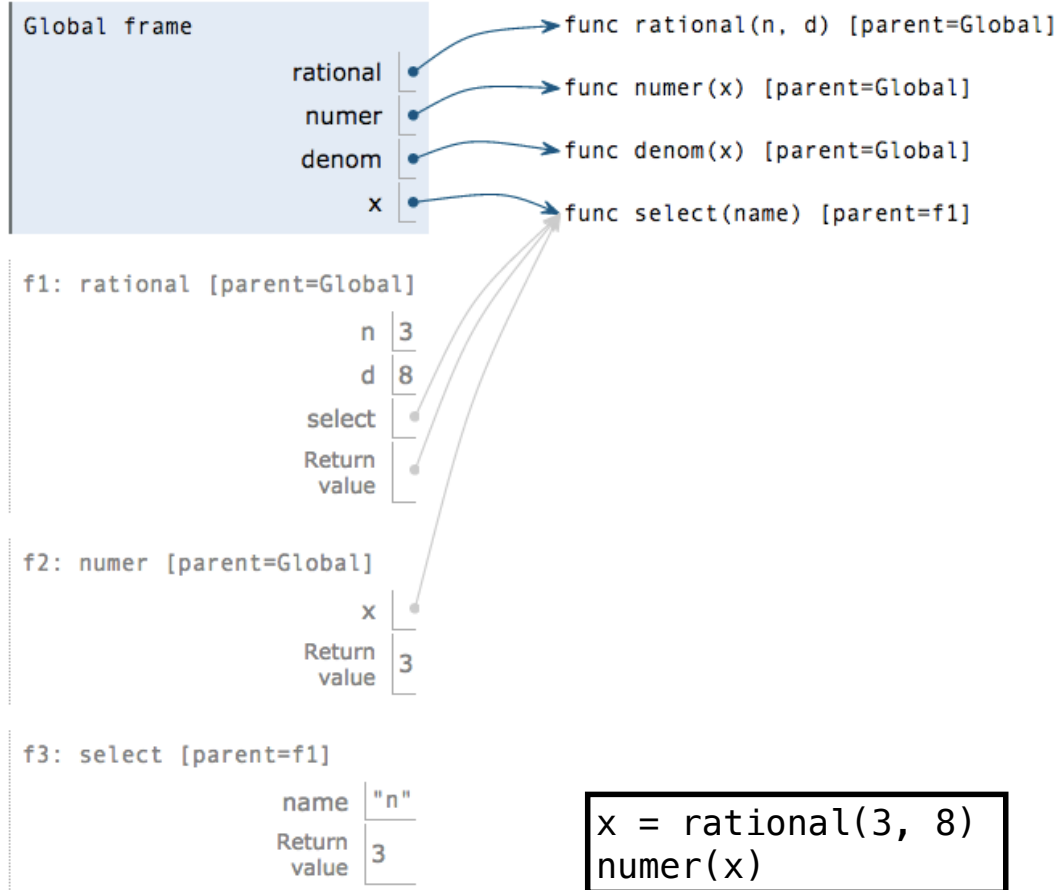 Global frame
rational
numer
denom
x
func rational(n, d) [parent=Global]
func numer(x) [parent=Global]
func denom(x) [parent=Global]
func select(name) [parent=f1]
f1: rational [parent=Global]
n 3
d 8
select
Return
value
f2: numer [parent=Global]
x
Return
value 3
f3: select [parent=f1]
name "n"
Return
value 3
x = rational(3, 8)
numer(x)